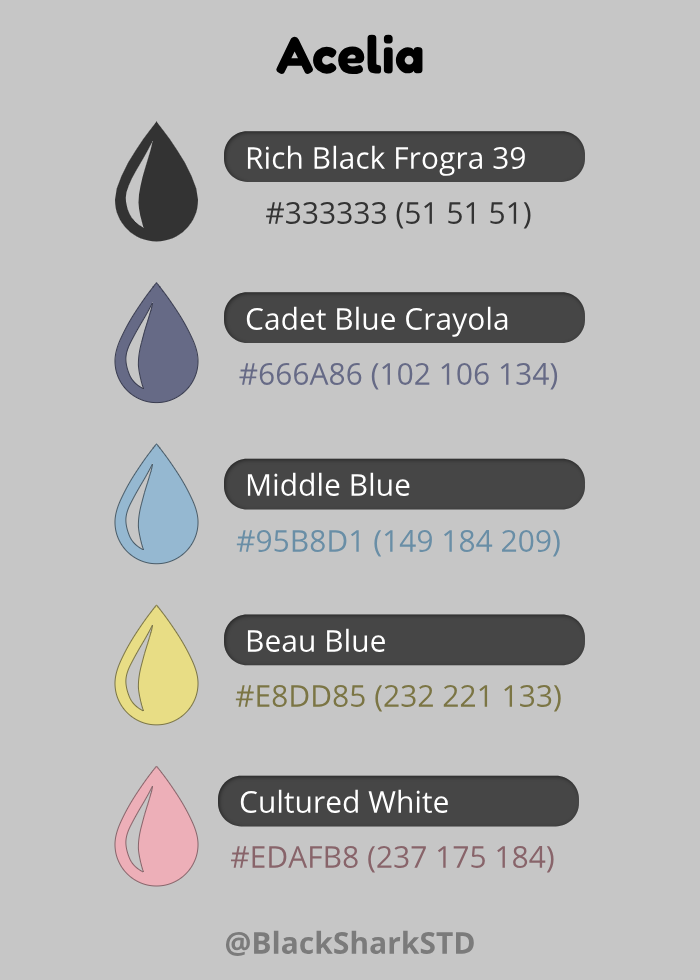 Acelia
Rich Black Frogra 39
#333333 (51 51 51)
Cadet Blue Crayola
#666A86 (102 106 134)
Middle Blue
#95B8D1 (149 184 209)
Beau Blue
#E8DD85 (232 221 133)
Cultured White
#EDAFB8 (237 175 184)
@BlackSharkSTD